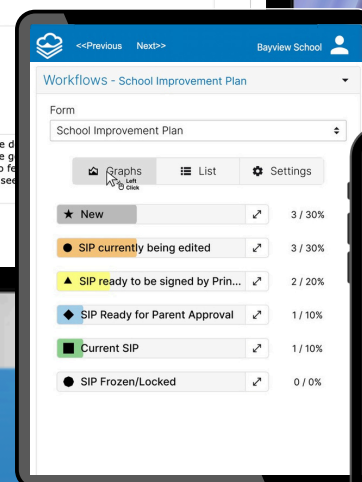 <<Previous Next>> Bayview School
Workflows - School Improvement Plan
Form
School Improvement Plan
Graphs List Settings
Left
Click
New 3 / 30%
SIP currently being edited 3 / 30%
SIP ready to be signed by Prin... 2 / 20%
SIP Ready for Parent Approval 1 / 10%
Current SIP 1 / 10%
SIP Frozen/Locked 0 / 0%